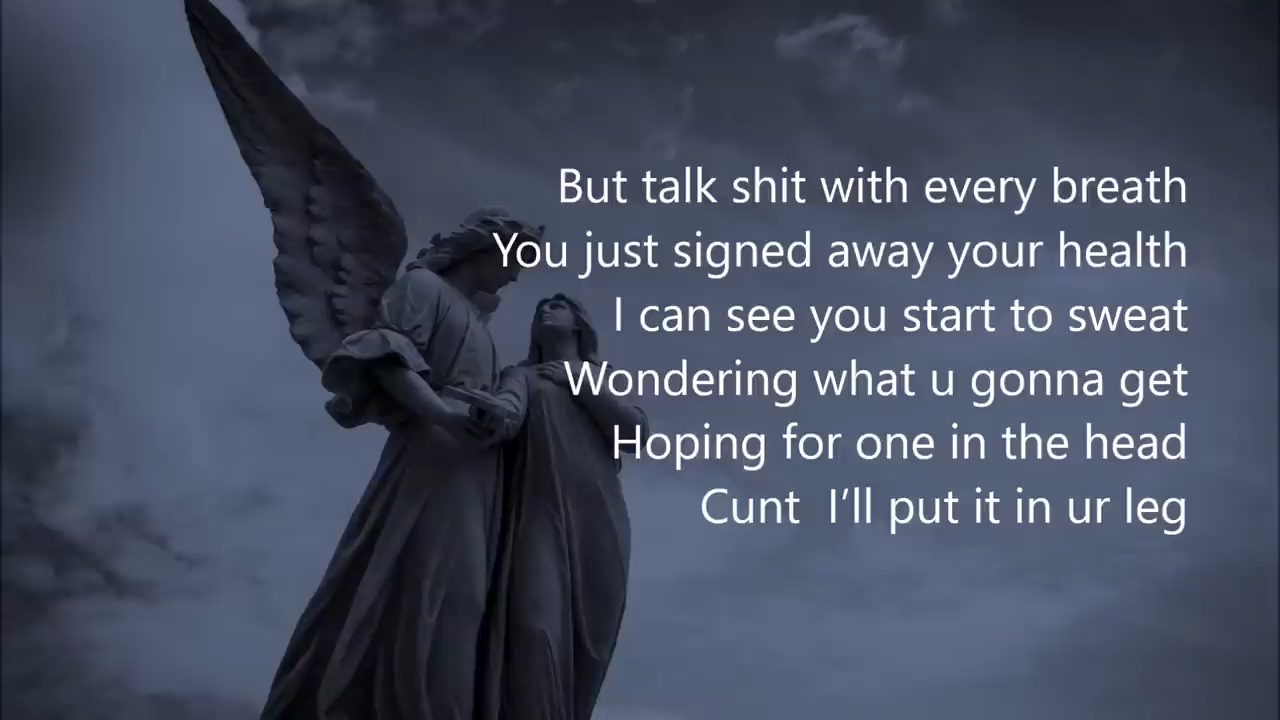 But talk shit with every breath
You just signed away your health
I can see you start to sweat
Wondering what u gonna get
Hoping for one in the head
Cunt  I’ll put it in ur leg